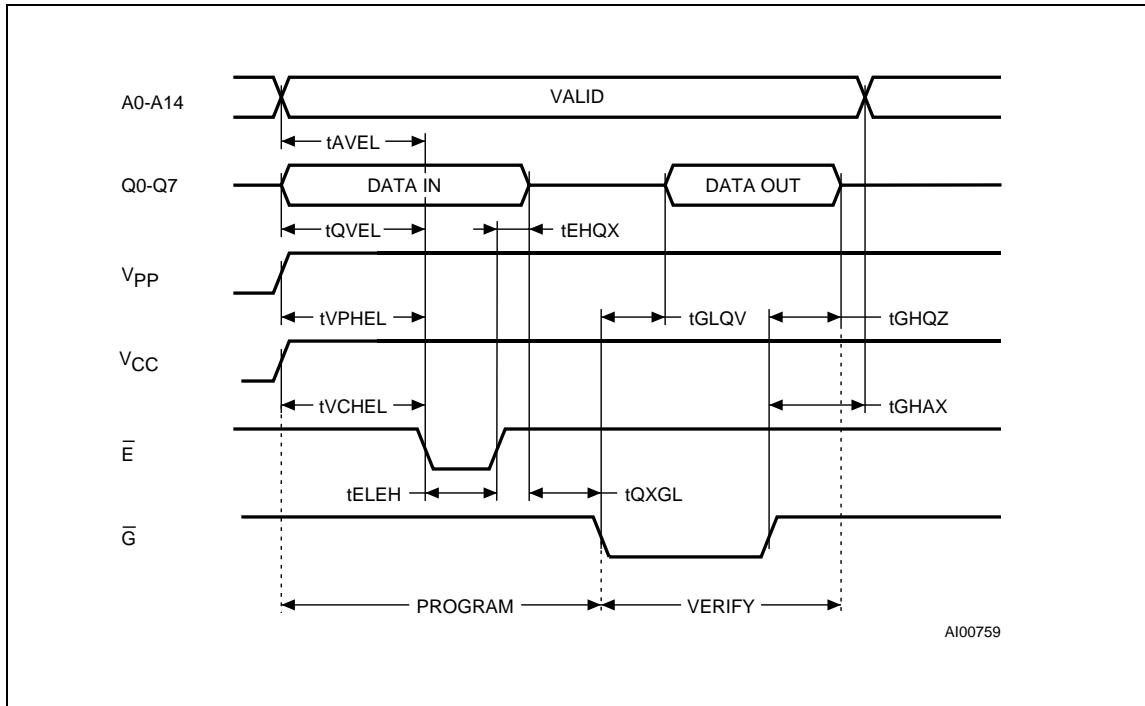 A0-A14
VALID
tAVEL
Q0-Q7
DATA IN
DATA OUT
tQVEL
tEHQX
VPP
tVPHEL
tGLQV
tGHQZ
VCC
tVCHEL
tGHAX
E̅
tELEH
tQXGL
G̅
PROGRAM
VERIFY
AI00759